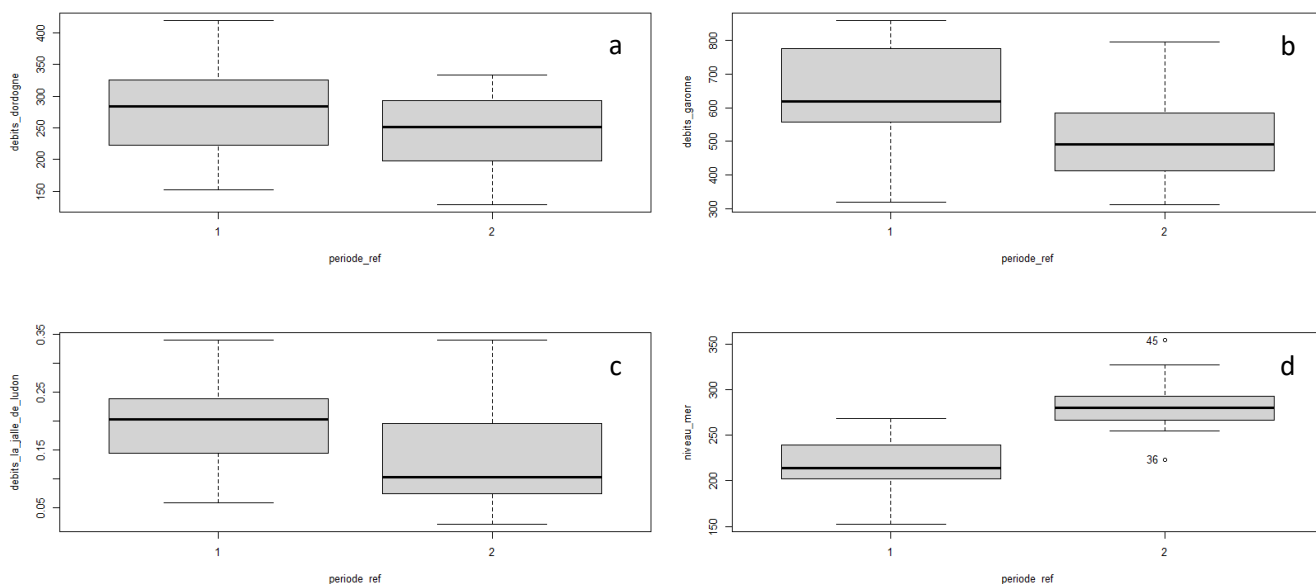 a
debits_dordogne
400
350
300
250
200
150
1
2
periode_ref
b
debits_garonne
800
700
600
500
400
300
1
2
periode_ref
c
debits_la_jalle_de_ludon
0.35
0.25
0.15
0.05
1
2
periode_ref
d
niveau_mer
350
300
250
200
150
45
36
1
2
periode_ref